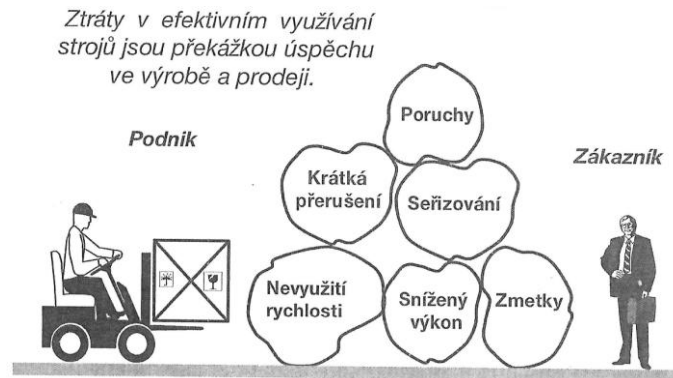 Ztráty v efektivním využívání
strojů jsou překážkou úspěchu
ve výrobě a prodeji.
Podnik
Poruchy
Zákazník
Krátká
přerušení
Seřizování
Nevyužití
rychlosti
Snížený
výkon
Zmetky